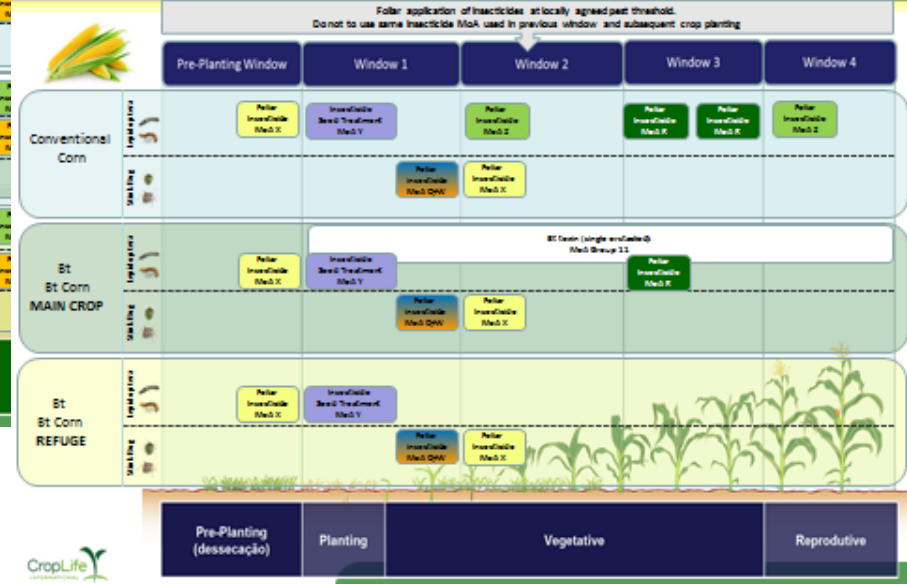 Foliar application of insecticides at locally agreed pest threshold.
Do not to use same insecticide MoA used in previous window and subsequent crop planting
Pre-Planting Window
Window 1
Window 2
Window 3
Window 4
Conventional
Corn
Lepidoptera
Foliar
Insecticide
MoA X
Insecticide
Seed Treatment
MoA Y
Foliar
Insecticide
MoA Z
Foliar
Insecticide
MoA R
Foliar
Insecticide
MoA R
Foliar
Insecticide
MoA Z
Foliar
Insecticide
MoA Q+W
Foliar
Insecticide
MoA X
Bt
Bt Corn
MAIN CROP
Lepidoptera
Bt Corn (single or stacked)
MoA Group 11
Foliar
Insecticide
MoA X
Insecticide
Seed Treatment
MoA Y
Foliar
Insecticide
MoA R
Foliar
Insecticide
MoA Q+W
Foliar
Insecticide
MoA X
Bt
Bt Corn
REFUGE
Lepidoptera
Foliar
Insecticide
MoA X
Insecticide
Seed Treatment
MoA Y
Foliar
Insecticide
MoA Q+W
Foliar
Insecticide
MoA X
Pre-Planting
(dessecação)
Planting
Vegetative
Reprodutive
CropLife
INTERNATIONAL